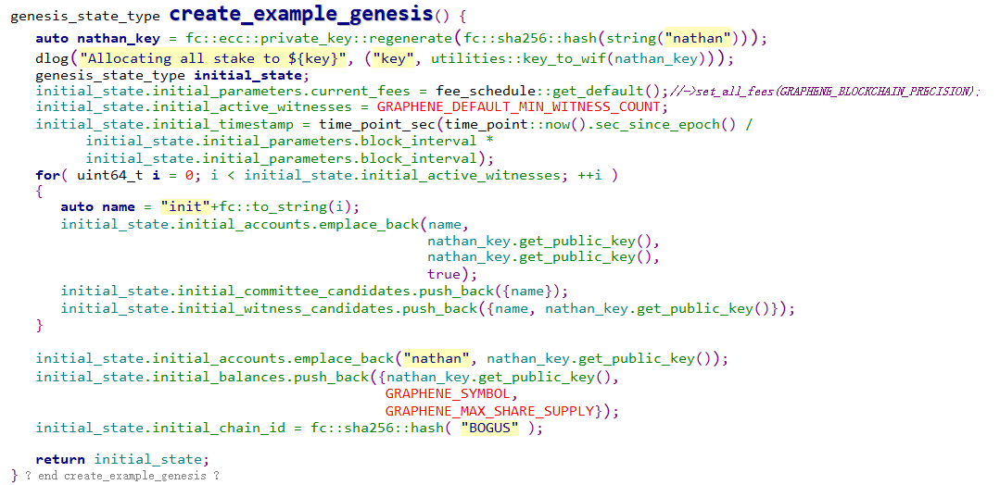 genesis_state_type create_example_genesis() {
auto nathan_key = fc::ecc::private_key::regenerate(fc::sha256::hash(string("nathan")));
dlog("Allocating all stake to ${key}", ("key", utilities::key_to_wif(nathan_key)));
genesis_state_type initial_state;
initial_state.initial_parameters.current_fees = fee_schedule::get_default();//->set_all_fees(GRAPHENE_BLOCKCHAIN_PRECISION);
initial_state.initial_active_witnesses = GRAPHENE_DEFAULT_MIN_WITNESS_COUNT;
initial_state.initial_timestamp = time_point_sec(time_point::now().sec_since_epoch() /
initial_state.initial_parameters.block_interval *
initial_state.initial_parameters.block_interval);
for( uint64_t i = 0; i < initial_state.initial_active_witnesses; ++i )
{
auto name = "init"+fc::to_string(i);
initial_state.initial_accounts.emplace_back(name,
nathan_key.get_public_key(),
nathan_key.get_public_key(),
true);
initial_state.initial_committee_candidates.push_back({name});
initial_state.initial_witness_candidates.push_back({name, nathan_key.get_public_key()});
}
initial_state.initial_accounts.emplace_back("nathan", nathan_key.get_public_key());
initial_state.initial_balances.push_back({nathan_key.get_public_key(),
GRAPHENE_SYMBOL,
GRAPHENE_MAX_SHARE_SUPPLY});
initial_state.initial_chain_id = fc::sha256::hash( "BOGUS" );
return initial_state;
} ? end create_example_genesis ?